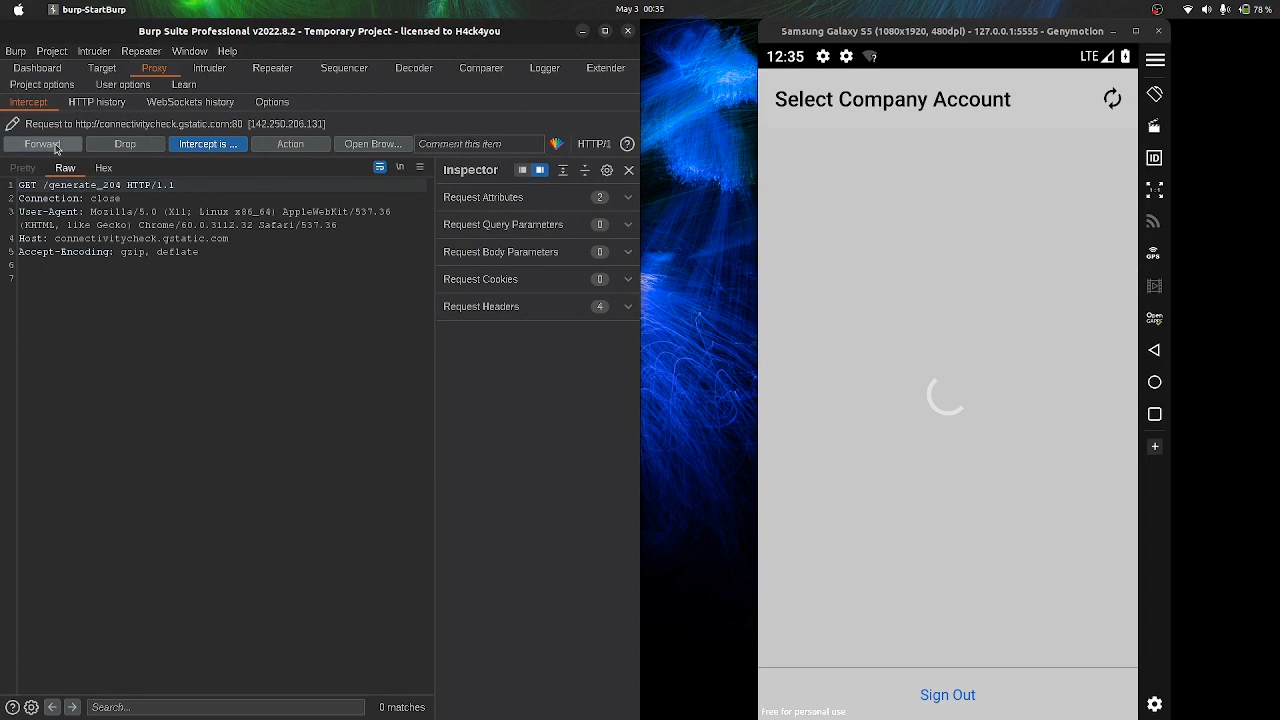 burp-StartBurp
May 3 00:35
78 %
Burp Suite Professional v2022.8.2 - Temporary Project - licensed to H4ck4you
Burp Project Intruder Repeater Window Help
Dashboard Target Proxy Intruder Repeater Sequencer Decoder Comparer Logger Extender
Project options User options Learn
Intercept HTTP history WebSockets history Options
Request to http://connectivitycheck.gstatic.com:80 [142.250.206.131]
Forward Drop Intercept is ... Action Open Brow... Comment this item HTTP/1 ?
Pretty Raw Hex \n
1 GET /generate_204 HTTP/1.1
2 Connection: close
3 User-Agent: Mozilla/5.0 (X11; Linux x86_64) AppleWebKit/537.36
(KHTML, like Gecko) Chrome/60.0.3112.32 Safari/537.36
4 Host: connectivitycheck.gstatic.com
5 Accept-Encoding: gzip, deflate
6
7
Inspector
Request Attributes 2
Request Query Parameters 0
Request Body Parameters 0
Request Cookies 0
Request Headers 4
? Search... 0 matches
Samsung Galaxy S5 (1080x1920, 480dpi) - 127.0.0.1:5555 - Genymotion
12:35 LTE
Select Company Account
Sign Out
Free for personal use
ID
1:1
GPS
Open
GAPPS